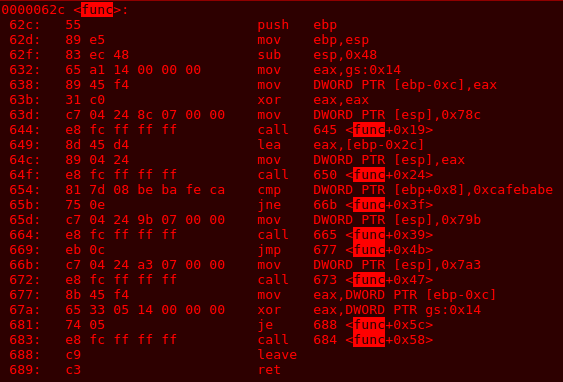 0000062c <func>:
62c: 55 push ebp
62d: 89 e5 mov ebp,esp
62f: 83 ec 48 sub esp,0x48
632: 65 a1 14 00 00 00 mov eax,gs:0x14
638: 89 45 f4 mov DWORD PTR [ebp-0xc],eax
63b: 31 c0 xor eax,eax
63d: c7 04 24 8c 07 00 00 mov DWORD PTR [esp],0x78c
644: e8 fc ff ff ff call 645 <func+0x19>
649: 8d 45 d4 lea eax,[ebp-0x2c]
64c: 89 04 24 mov DWORD PTR [esp],eax
64f: e8 fc ff ff ff call 650 <func+0x24>
654: 81 7d 08 be ba fe ca cmp DWORD PTR [ebp+0x8],0xcafebabe
65b: 75 0e jne 66b <func+0x3f>
65d: c7 04 24 9b 07 00 00 mov DWORD PTR [esp],0x79b
664: e8 fc ff ff ff call 665 <func+0x39>
669: eb 0c jmp 677 <func+0x4b>
66b: c7 04 24 a3 07 00 00 mov DWORD PTR [esp],0x7a3
672: e8 fc ff ff ff call 673 <func+0x47>
677: 8b 45 f4 mov eax,DWORD PTR [ebp-0xc]
67a: 65 33 05 14 00 00 00 xor eax,DWORD PTR gs:0x14
681: 74 05 je 688 <func+0x5c>
683: e8 fc ff ff ff call 684 <func+0x58>
688: c9 leave
689: c3 ret